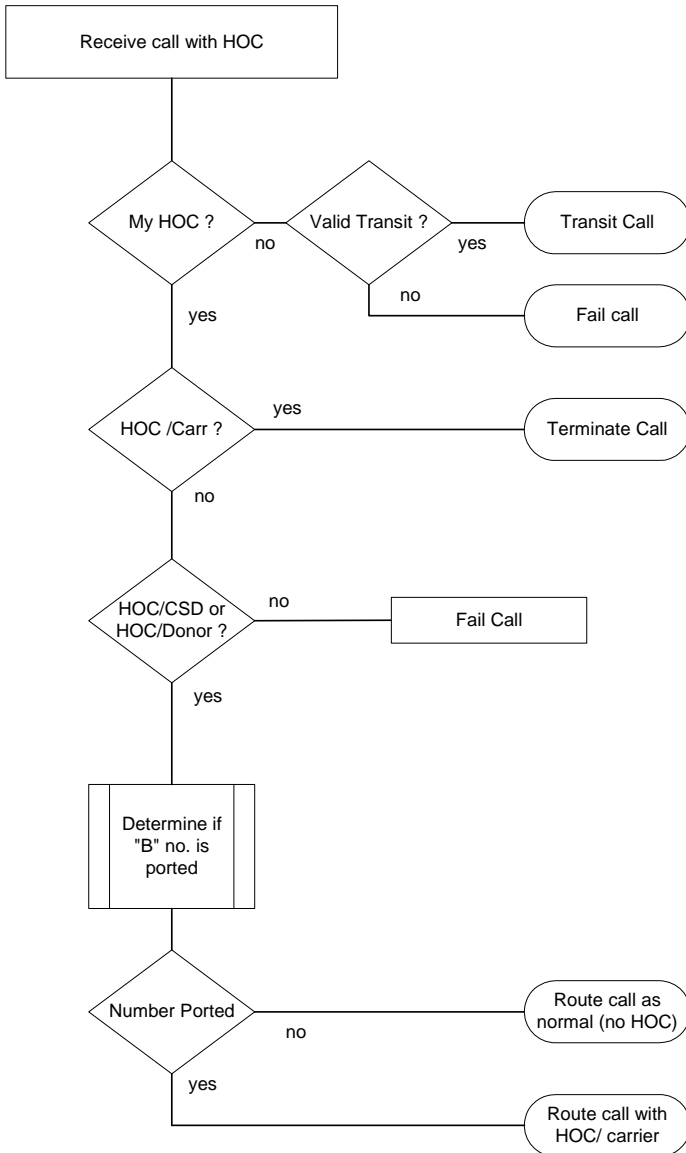 Receive call with HOC
My HOC ?
no
Valid Transit ?
yes
Transit Call
no
Fail call
yes
HOC /Carr ?
yes
Terminate Call
no
HOC/CSD or
HOC/Donor ?
no
Fail Call
yes
Determine if
"B" no. is
ported
Number Ported
no
Route call as
normal (no HOC)
yes
Route call with
HOC/ carrier